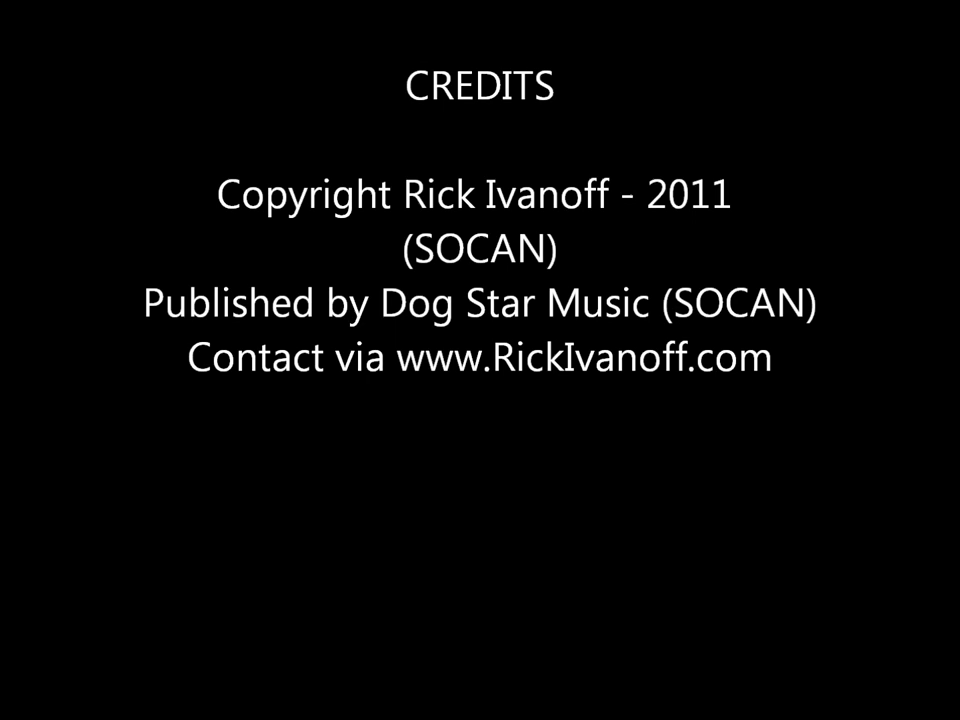 CREDITS
Copyright Rick Ivanoff - 2011
(SOCAN)
Published by Dog Star Music (SOCAN)
Contact via www.RickIvanoff.com